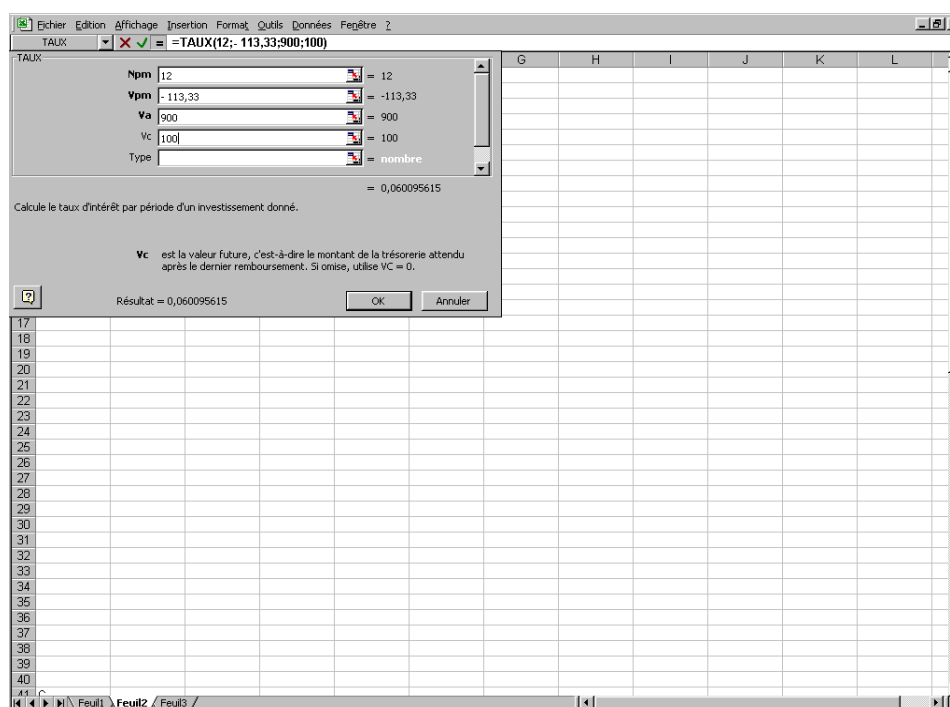 Fichier Edition Affichage Insertion Format Outils Données Fenêtre ?
TAUX = =TAUX(12;- 113,33;900;100)
TAUX
G H I J K L
Npm 12 = 12
Vpm - 113,33 = -113,33
Va 900 = 900
Vc 100 = 100
Type = nombre
= 0,060095615
Calcule le taux d'intérêt par période d'un investissement donné.
Vc est la valeur future, c'est-à-dire le montant de la trésorerie attendu
après le dernier remboursement. Si omise, utilise VC = 0.
Résultat = 0,060095615 OK Annuler
17
18
19
20
21
22
23
24
25
26
27
28
29
30
31
32
33
34
35
36
37
38
39
40
41
Feuil1 Feuil2 Feuil3